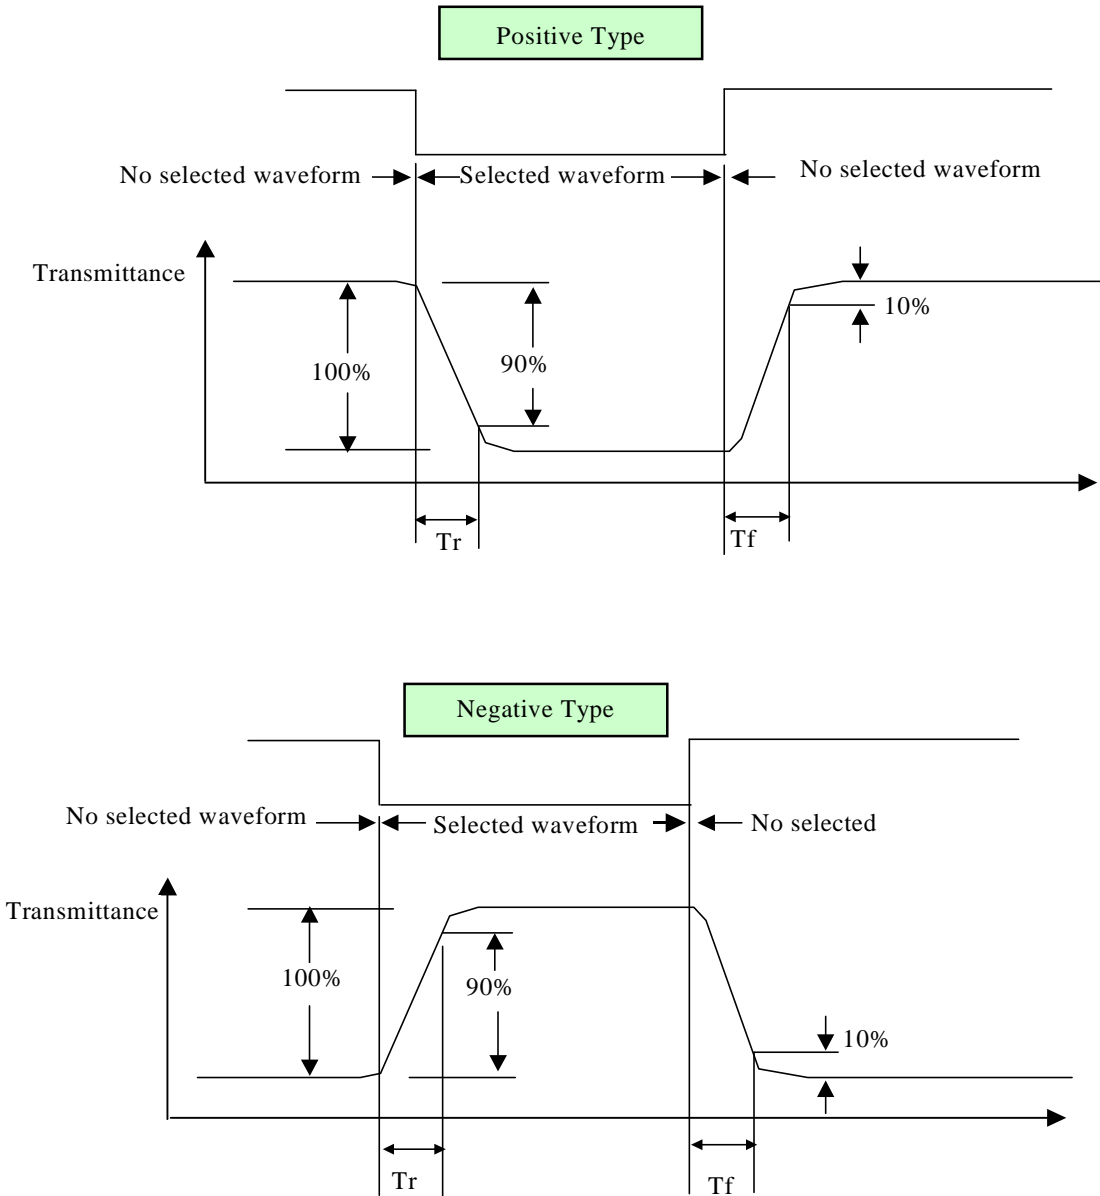 Positive Type
No selected waveform
Selected waveform
No selected waveform
Transmittance
10%
100%
90%
Tr
Tf
Negative Type
No selected waveform
Selected waveform
No selected
Transmittance
100%
90%
10%
Tr
Tf